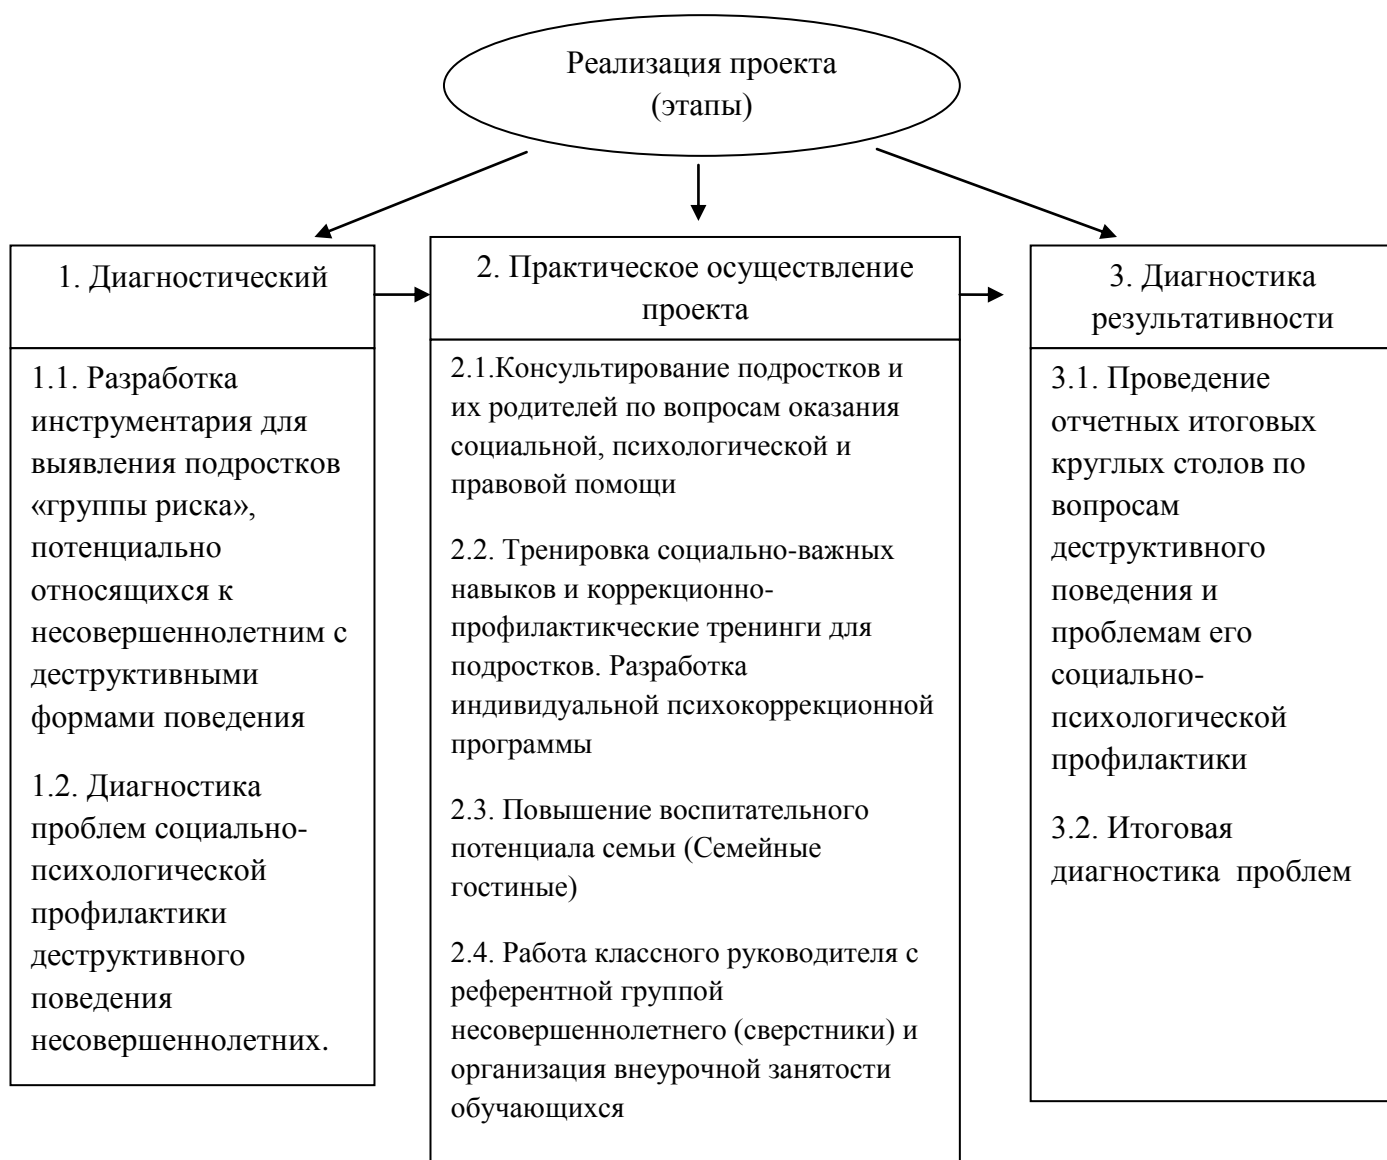 Реализация проекта
(этапы)
1. Диагностический
2. Практическое осуществление
проекта
3. Диагностика
результативности
1.1. Разработка
инструментария для
выявления подростков
«группы риска»,
потенциально
относящихся к
несовершеннолетним с
деструктивными
формами поведения
1.2. Диагностика
проблем социально-
психологической
профилактики
деструктивного
поведения
несовершеннолетних.
2.1.Консультирование подростков и
их родителей по вопросам оказания
социальной, психологической и
правовой помощи
2.2. Тренировка социально-важных
навыков и коррекционно-
профилактикческие тренинги для
подростков. Разработка
индивидуальной психокоррекционной
программы
2.3. Повышение воспитательного
потенциала семьи (Семейные
гостиные)
2.4. Работа классного руководителя с
референтной группой
несовершеннолетнего (сверстники) и
организация внеурочной занятости
обучающихся
3.1. Проведение
отчетных итоговых
круглых столов по
вопросам
деструктивного
поведения и
проблемам его
социально-
психологической
профилактики
3.2. Итоговая
диагностика  проблем